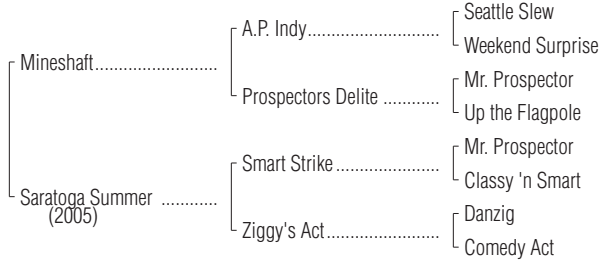 Seattle Slew
A.P. Indy
Weekend Surprise
Mineshaft
Mr. Prospector
Prospectors Delite
Up the Flagpole
Mr. Prospector
Smart Strike
Classy 'n Smart
Saratoga Summer
(2005)
Danzig
Ziggy's Act
Comedy Act